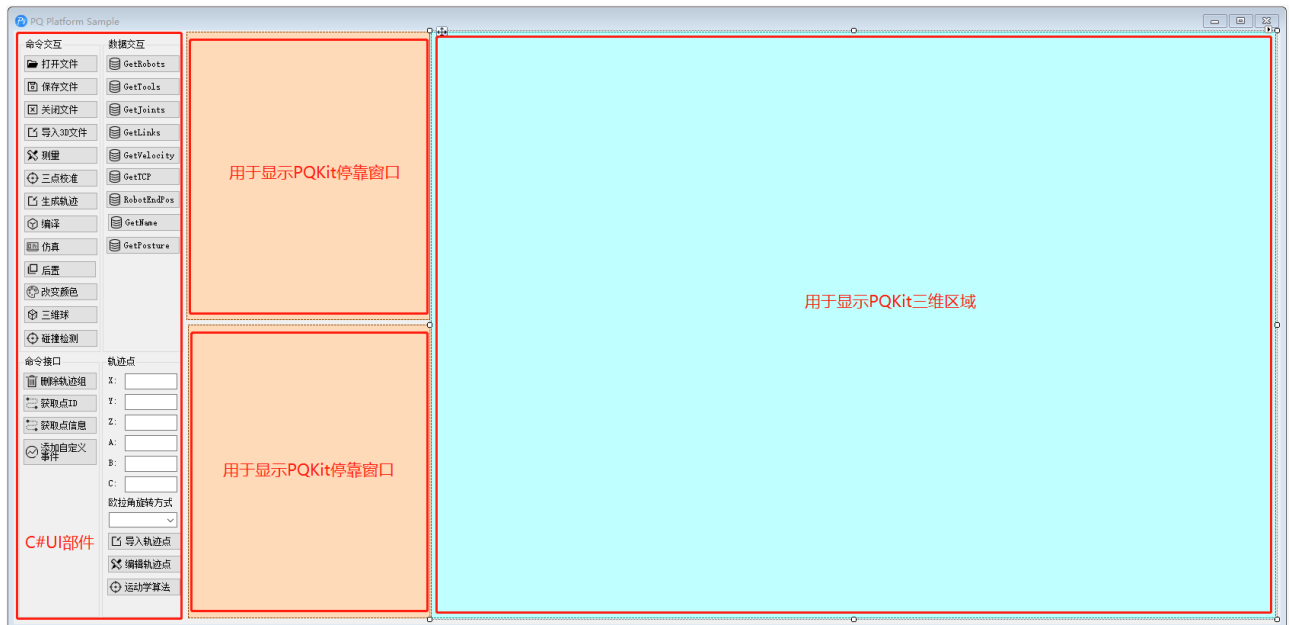 PQ Platform Sample
命令交互
打开文件
保存文件
关闭文件
导入3D文件
测量
三点校准
生成轨迹
编译
仿真
后置
改变颜色
三维球
碰撞检测
命令接口
删除轨迹组
获取点ID
获取点信息
添加自定义
事件
C#UI部件
数据交互
GetRobots
GetTools
GetJoints
GetLinks
GetVelocity
GetTCP
RobotEndPos
GetName
GetPosture
轨迹点
X:
Y:
Z:
A:
B:
C:
欧拉角旋转方式
导入轨迹点
编辑轨迹点
运动学算法
用于显示PQKit停靠窗口
用于显示PQKit停靠窗口
用于显示PQKit三维区域